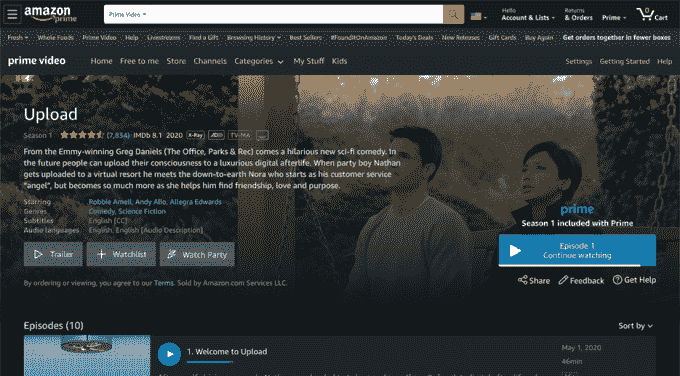 amazon
prime
Prime Video
Hello
Account & Lists
Returns
& Orders
Prime
0
Cart
Fresh
Whole Foods
Prime Video
Help
Livestreams
Find a Gift
Browsing History
Best Sellers
#FoundItOnAmazon
Today's Deals
New Releases
Gift Cards
Buy Again
Get orders together in fewer boxes
prime video
Home
Free to me
Store
Channels
Categories
My Stuff
Kids
Settings
Getting Started
Help
Upload
Season 1 (7,834) IMDb 8.1 2020 X-Ray TV-MA
From the Emmy-winning Greg Daniels (The Office, Parks & Rec) comes a hilarious new sci-fi comedy. In
the future people can upload their consciousness to a luxurious digital afterlife. When party boy Nathan
gets uploaded to a virtual resort he meets the down-to-earth Nora who starts as his customer service
"angel", but becomes so much more as she helps him find friendship, love and purpose.
Starring Robbie Amell, Andy Allo, Allegra Edwards
Genres Comedy, Science Fiction
Subtitles English [CC]
Audio languages English, English [Audio Description]
Trailer
Watchlist
Watch Party
By ordering or viewing, you agree to our Terms. Sold by Amazon.com Services LLC.
prime
Season 1 included with Prime
Episode 1
Continue watching
Share
Feedback
Get Help
Episodes (10)
Sort by
1. Welcome to Upload
May 1, 2020
46min